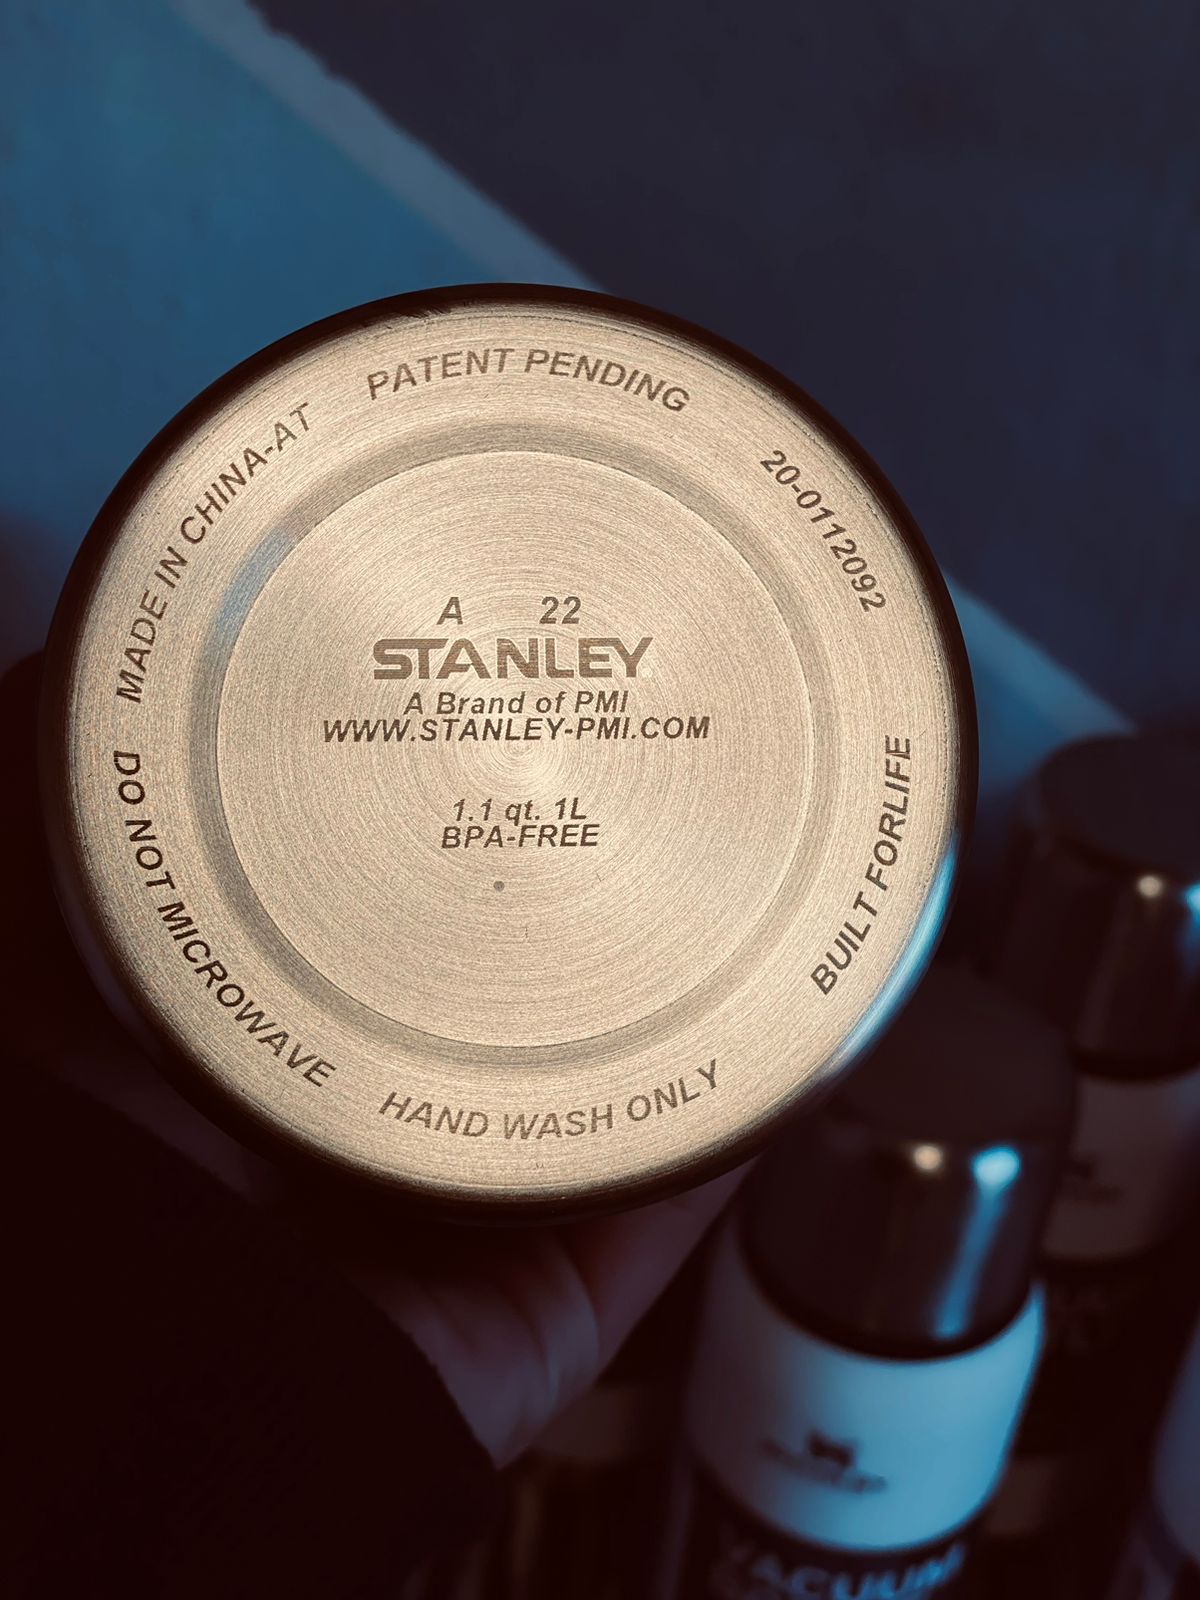 PATENT PENDING
20-0112092
BUILT FORLIFE
HAND WASH ONLY
DO NOT MICROWAVE
MADE IN CHINA-AT
A 22
STANLEY
A Brand of PMI
WWW.STANLEY-PMI.COM
1.1 qt. 1L
BPA-FREE
VACUUM